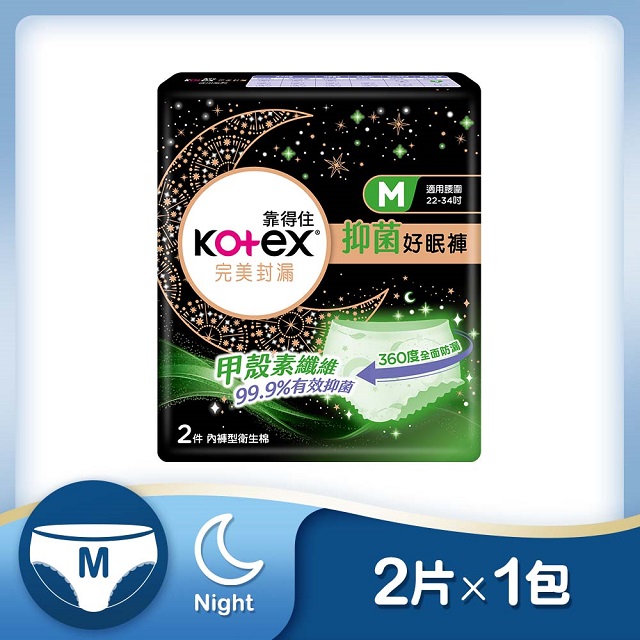 M
適用腰圍
22-34吋
靠得住
Kotex®
完美封漏
抑菌好眠褲
甲殼素纖維
99.9%有效抑菌
360度全面防漏
2件 內褲型衛生棉
M
Night
2片×1包